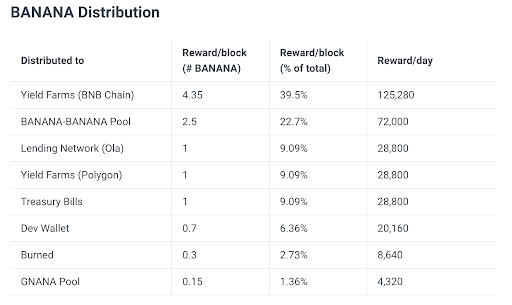 BANANA Distribution
Distributed to Reward/block (# BANANA) Reward/block (% of total) Reward/day
Yield Farms (BNB Chain) 4.35 39.5% 125,280
BANANA-BANANA Pool 2.5 22.7% 72,000
Lending Network (Ola) 1 9.09% 28,800
Yield Farms (Polygon) 1 9.09% 28,800
Treasury Bills 1 9.09% 28,800
Dev Wallet 0.7 6.36% 20,160
Burned 0.3 2.73% 8,640
GNANA Pool 0.15 1.36% 4,320